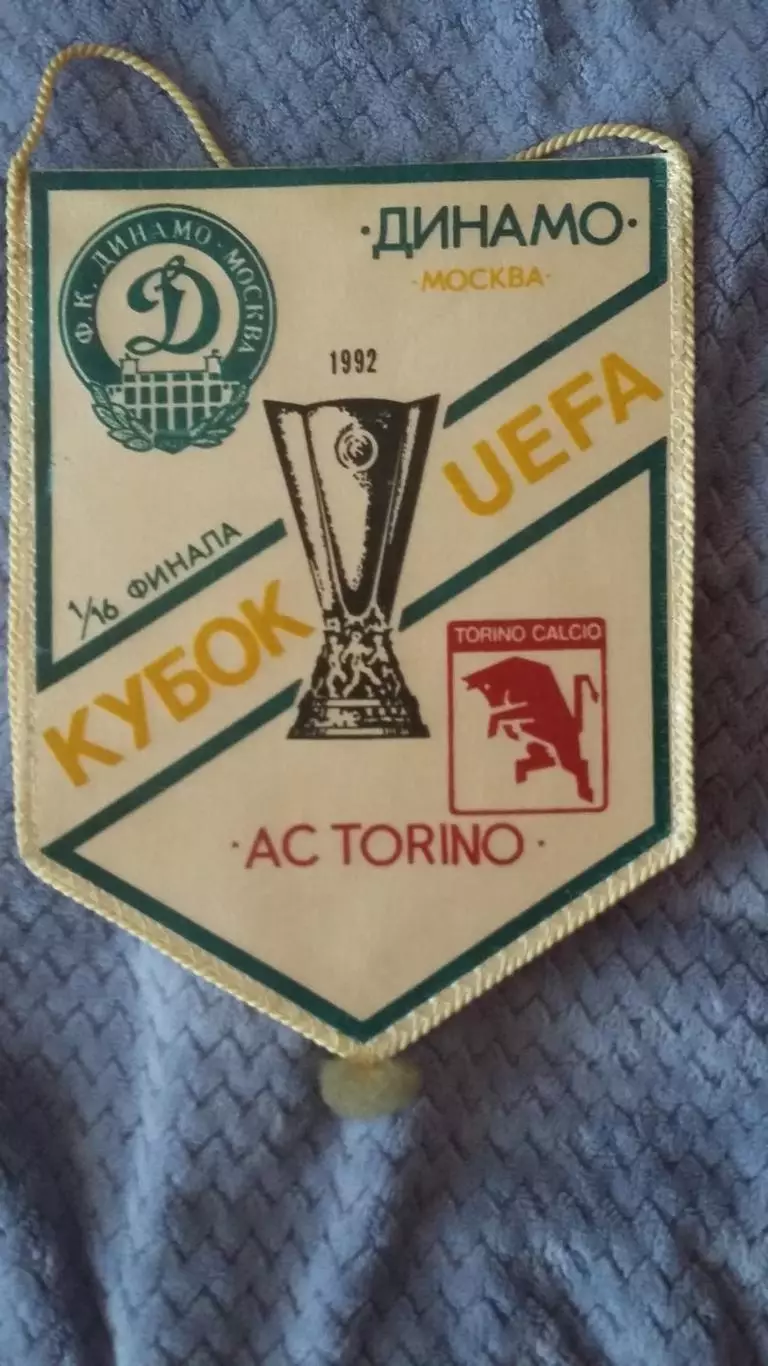 Ф.К. ДИНАМО-МОСКВА
Д
·ДИНАМО·
·МОСКВА·
1992
1/16 ФИНАЛА
КУБОК UEFA
TORINO CALCIO
·AC TORINO·